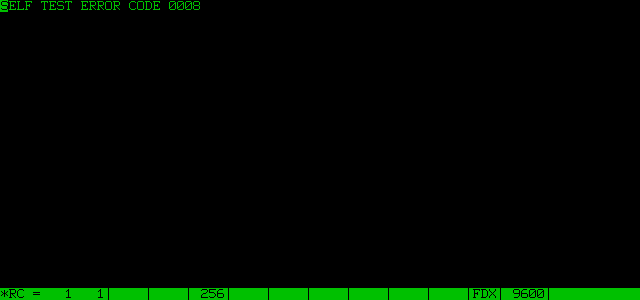 SELF TEST ERROR CODE 0008
*RC =   1   1   256   FDX   9600